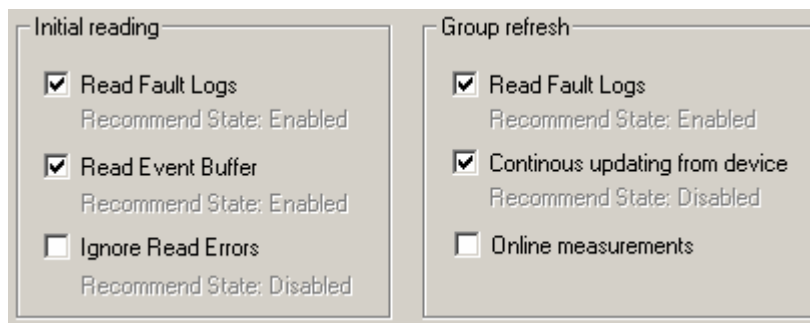 Initial reading
Read Fault Logs
Recommend State: Enabled
Read Event Buffer
Recommend State: Enabled
Ignore Read Errors
Recommend State: Disabled
Group refresh
Read Fault Logs
Recommend State: Enabled
Continous updating from device
Recommend State: Disabled
Online measurements